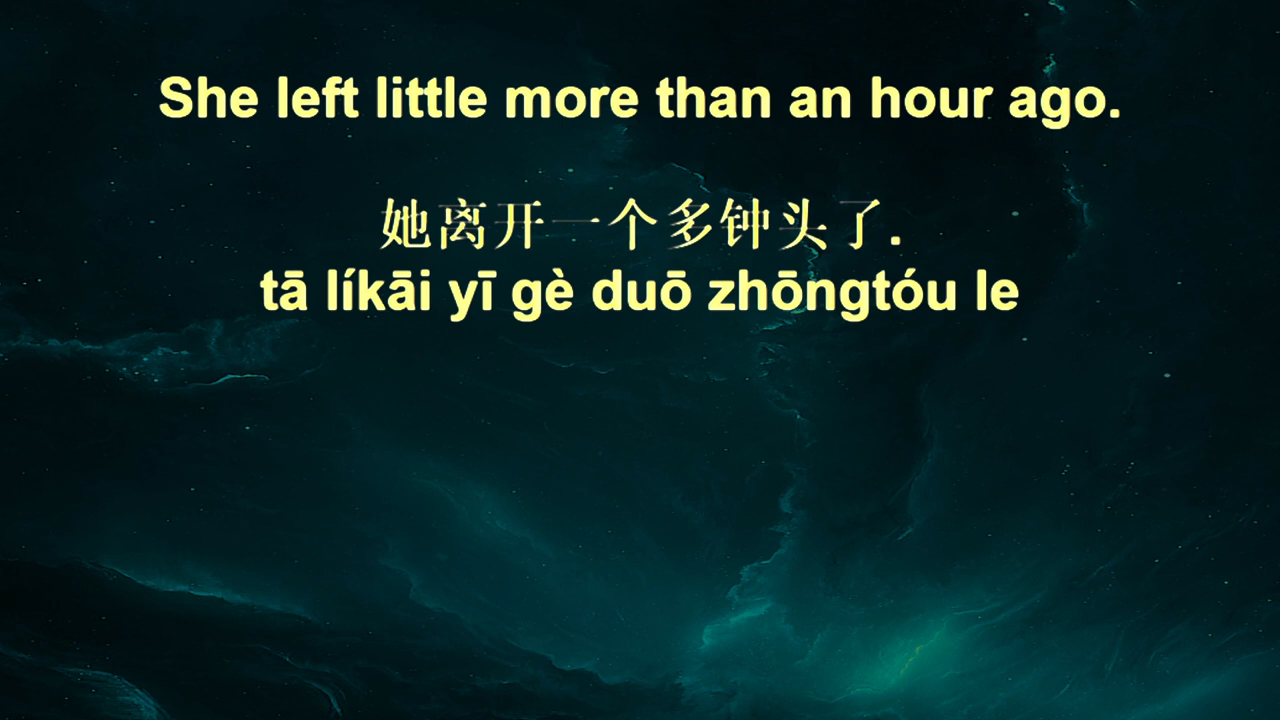 She left little more than an hour ago.
她离开一个多钟头了.
tā líkāi yī gè duō zhōngtóu le